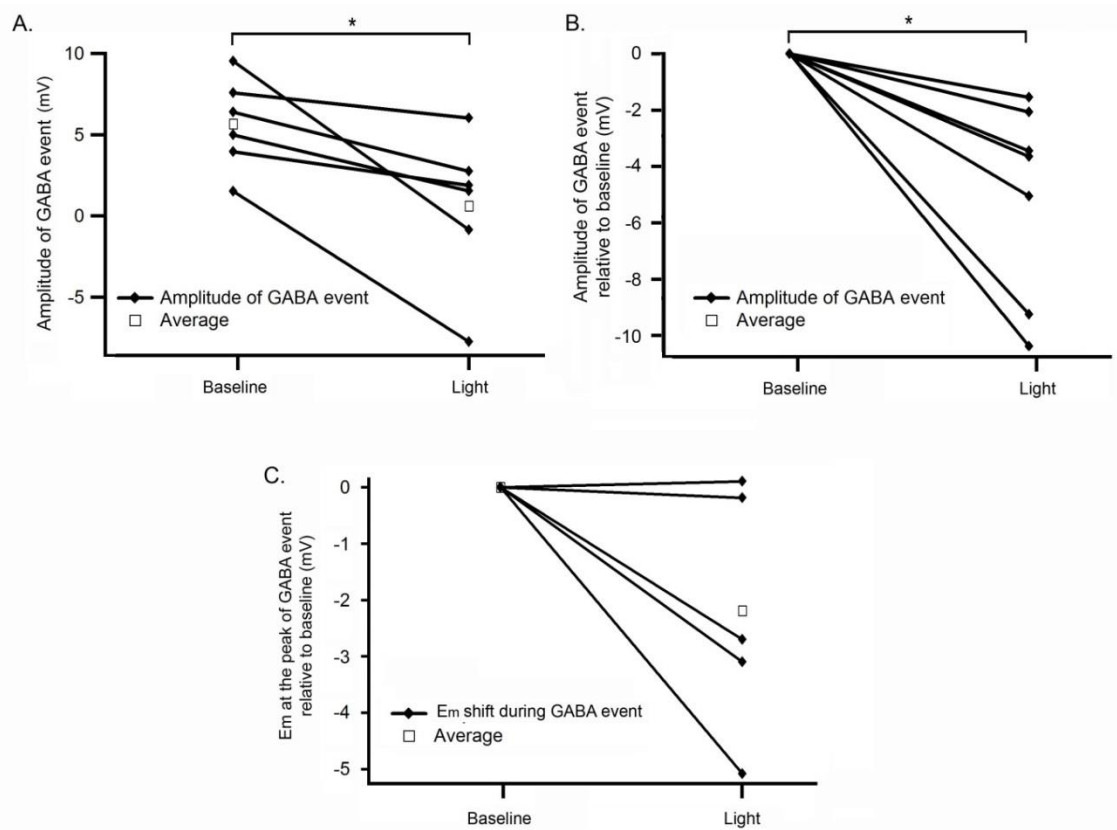 A.
*
Amplitude of GABA event (mV)
10
5
0
-5
Amplitude of GABA event
Average
Baseline
Light
B.
*
Amplitude of GABA event
relative to baseline (mV)
0
-2
-4
-6
-8
-10
Amplitude of GABA event
Average
Baseline
Light
C.
Em at the peak of GABA event
relative to baseline (mV)
0
-1
-2
-3
-4
-5
Em shift during GABA event
Average
Baseline
Light